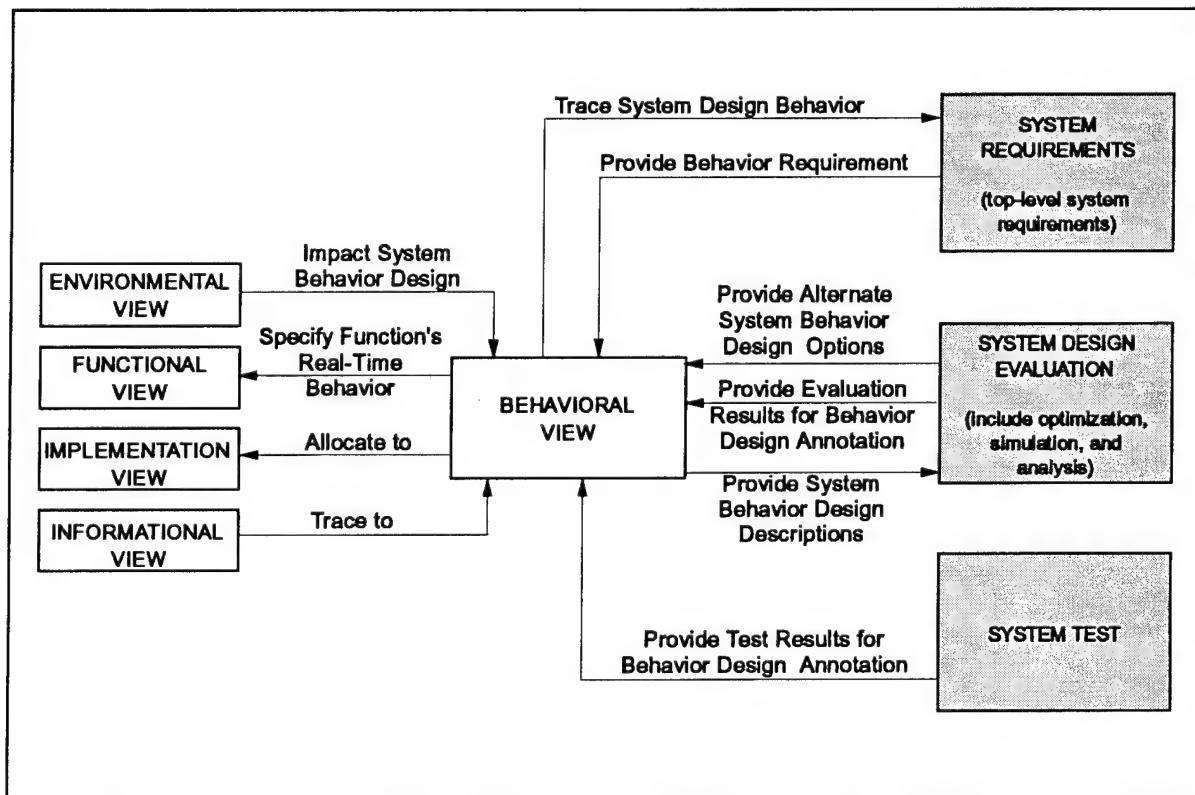 Trace System Design Behavior
SYSTEM
REQUIREMENTS
(top-level system
requirements)
Provide Behavior Requirement
ENVIRONMENTAL
VIEW
Impact System
Behavior Design
FUNCTIONAL
VIEW
Specify Function's
Real-Time
Behavior
IMPLEMENTATION
VIEW
Allocate to
INFORMATIONAL
VIEW
Trace to
BEHAVIORAL
VIEW
Provide Alternate
System Behavior
Design Options
Provide Evaluation
Results for Behavior
Design Annotation
Provide System
Behavior Design
Descriptions
SYSTEM DESIGN
EVALUATION
(include optimization,
simulation, and
analysis)
Provide Test Results for
Behavior Design Annotation
SYSTEM TEST